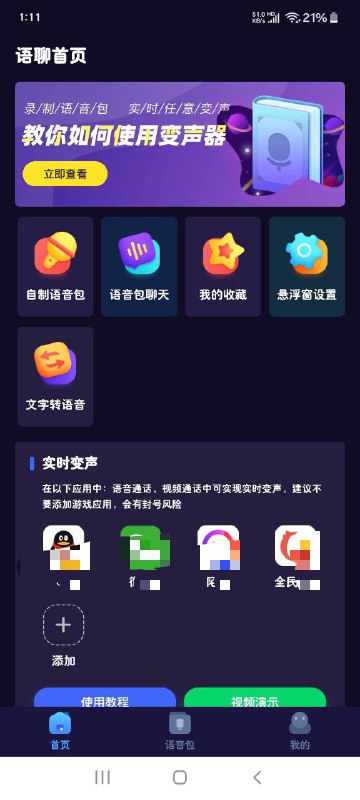 1:11
51.0 KB/s HD 21%
语聊首页
录/制/语/音/包 实/时/任/意/变/声
教你如何使用变声器
立即查看
自制语音包 语音包聊天 我的收藏 悬浮窗设置
文字转语音
实时变声
在以下应用中：语音通话、视频通话中可实现实时变声，建议不
要添加游戏应用，会有封号风险
全民
添加
使用教程 视频演示
首页 语音包 我的